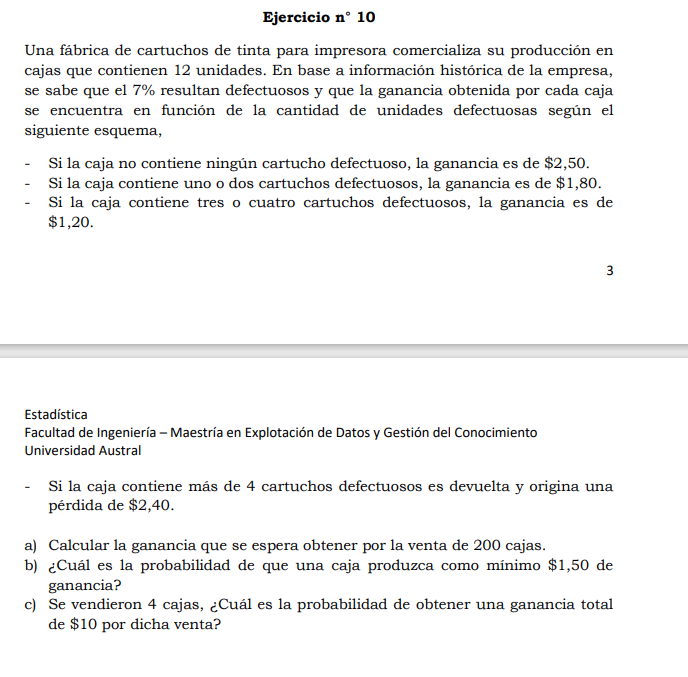 Ejercicio n° 10
Una fábrica de cartuchos de tinta para impresora comercializa su producción en
cajas que contienen 12 unidades. En base a información histórica de la empresa,
se sabe que el 7% resultan defectuosos y que la ganancia obtenida por cada caja
se encuentra en función de la cantidad de unidades defectuosas según el
siguiente esquema,
- Si la caja no contiene ningún cartucho defectuoso, la ganancia es de $2,50.
- Si la caja contiene uno o dos cartuchos defectuosos, la ganancia es de $1,80.
- Si la caja contiene tres o cuatro cartuchos defectuosos, la ganancia es de
$1,20.
3
Estadística
Facultad de Ingeniería – Maestría en Explotación de Datos y Gestión del Conocimiento
Universidad Austral
- Si la caja contiene más de 4 cartuchos defectuosos es devuelta y origina una
pérdida de $2,40.
a) Calcular la ganancia que se espera obtener por la venta de 200 cajas.
b) ¿Cuál es la probabilidad de que una caja produzca como mínimo $1,50 de
ganancia?
c) Se vendieron 4 cajas, ¿Cuál es la probabilidad de obtener una ganancia total
de $10 por dicha venta?